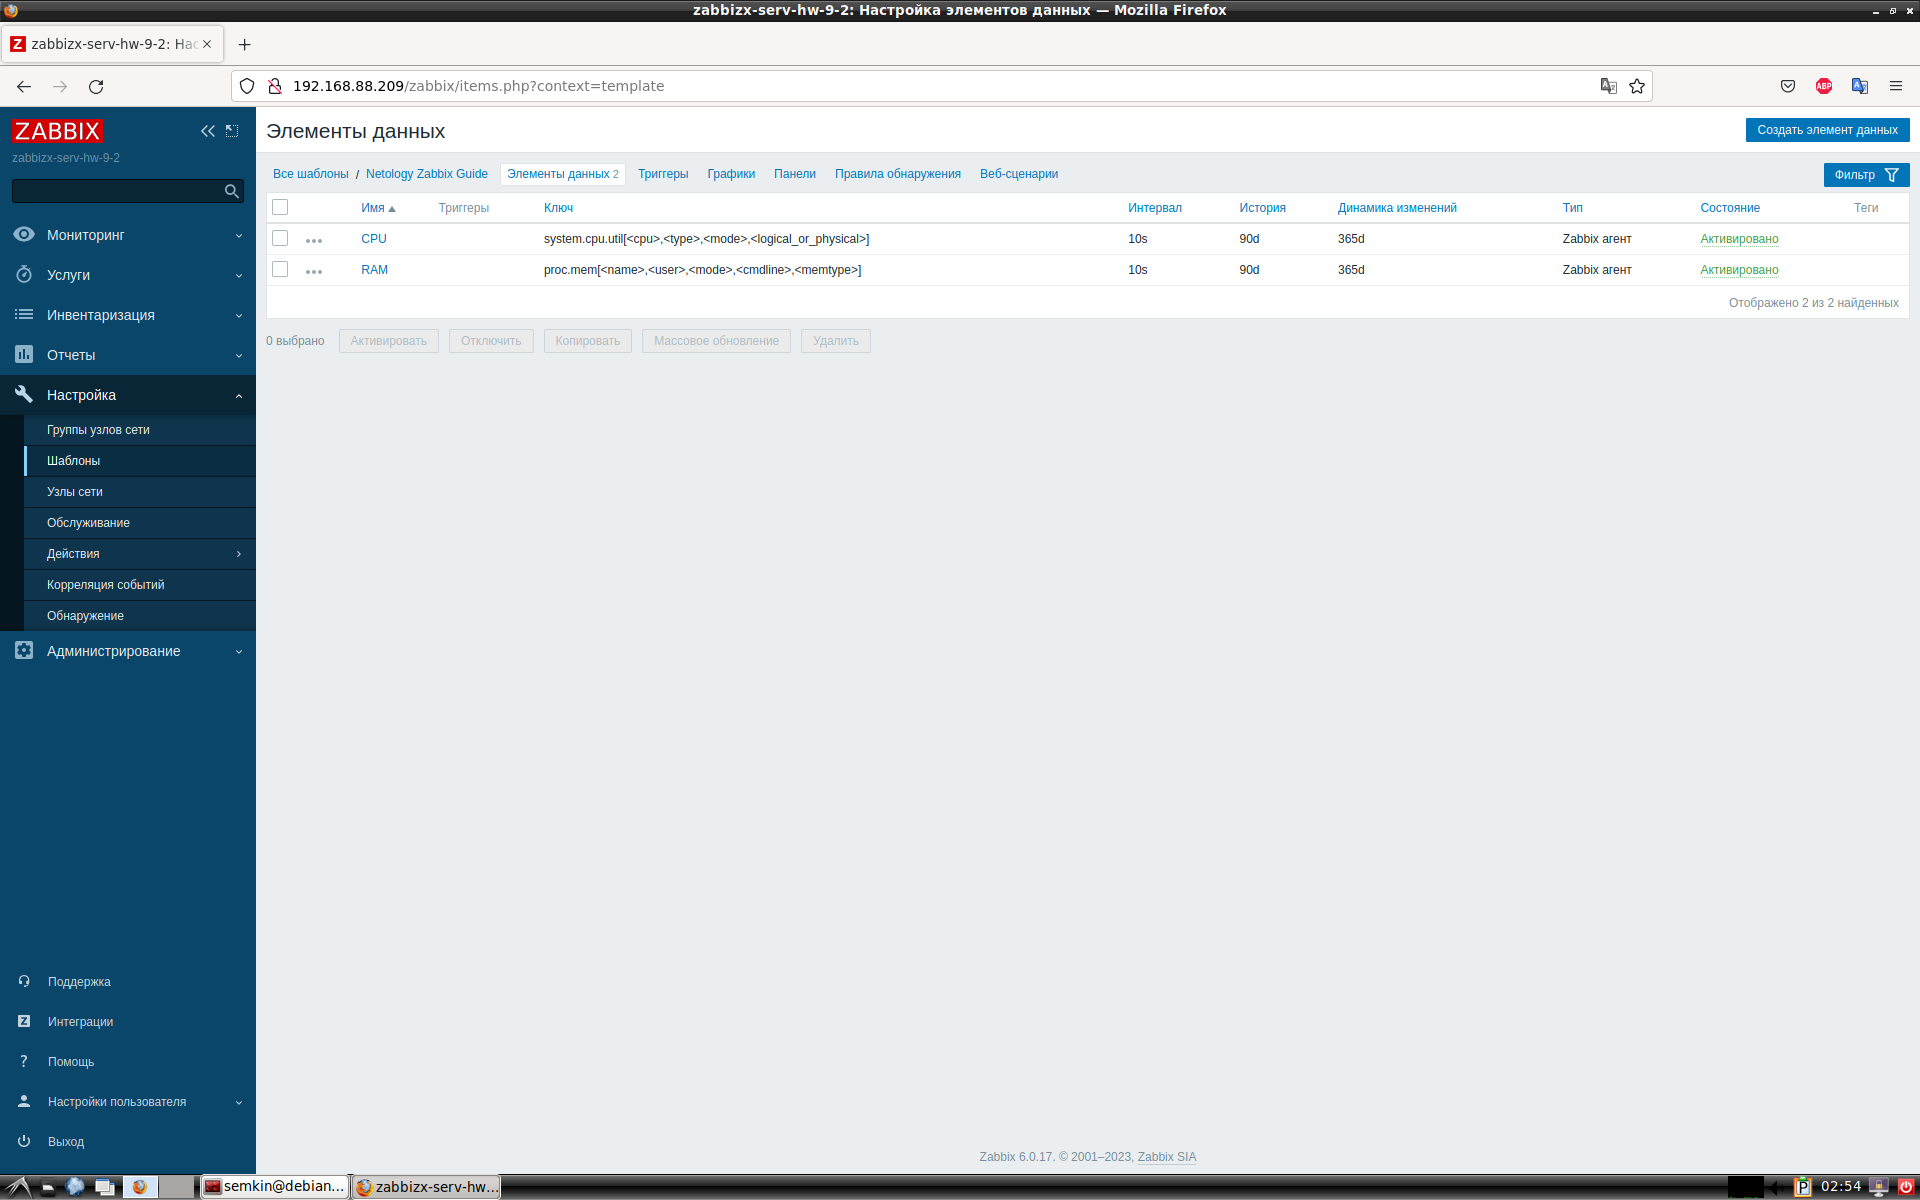 zabbizx-serv-hw-9-2: Настройка элементов данных — Mozilla Firefox
zabbizx-serv-hw-9-2: Нас
192.168.88.209/zabbix/items.php?context=template
ABP
ZABBIX
zabbizx-serv-hw-9-2
Мониторинг
Услуги
Инвентаризация
Отчеты
Настройка
Группы узлов сети
Шаблоны
Узлы сети
Обслуживание
Действия
Корреляция событий
Обнаружение
Администрирование
Поддержка
Интеграции
Помощь
Настройки пользователя
Выход
Элементы данных
Создать элемент данных
Все шаблоны / Netology Zabbix Guide Элементы данных 2 Триггеры Графики Панели Правила обнаружения Веб-сценарии
Фильтр
Имя Триггеры Ключ Интервал История Динамика изменений Тип Состояние Теги
CPU system.cpu.util[<cpu>,<type>,<mode>,<logical_or_physical>] 10s 90d 365d Zabbix агент Активировано
RAM proc.mem[<name>,<user>,<mode>,<cmdline>,<memtype>] 10s 90d 365d Zabbix агент Активировано
Отображено 2 из 2 найденных
0 выбрано Активировать Отключить Копировать Массовое обновление Удалить
Zabbix 6.0.17. © 2001–2023, Zabbix SIA
semkin@debian...
zabbizx-serv-hw...
02:54